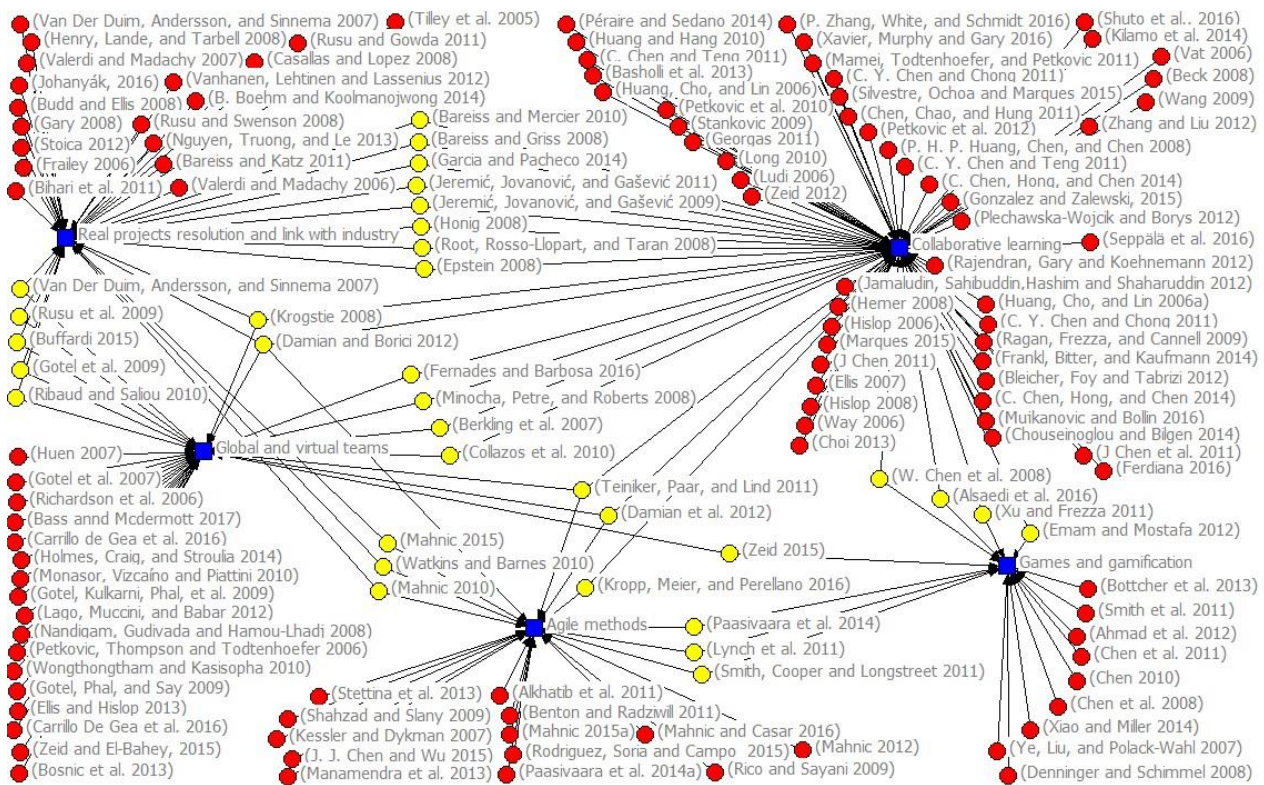 (Van Der Duim, Andersson, and Sinnema 2007)
(Tilley et al. 2005)
(Henry, Lande, and Tarbell 2008)
(Rusu and Gowda 2011)
(Valerdi and Madachy 2007)
(Casallas and Lopez 2008)
(Johanyák, 2016)
(Vanhanen, Lehtinen and Lassenius 2012)
(Budd and Ellis 2008)
(B. Boehm and Koolmanojwong 2014)
(Gary 2008)
(Rusu and Swenson 2008)
(Stoica 2012)
(Nguyen, Truong, and Le 2013)
(Frailey 2006)
(Bareiss and Katz 2011)
(Bihari et al. 2011)
(Valerdi and Madachy 2006)
Real projects resolution and link with industry
(Bareiss and Mercier 2010)
(Bareiss and Griss 2008)
(Garcia and Pacheco 2014)
(Jeremić, Jovanović, and Gašević 2011)
(Jeremić, Jovanović, and Gašević 2009)
(Honig 2008)
(Root, Rosso-Llopart, and Taran 2008)
(Epstein 2008)
(Péraire and Sedano 2014)
(Huang and Hang 2010)
(C. Chen and Teng 2011)
(Basholli et al. 2013)
(Huang, Cho, and Lin 2006)
(Petkovic et al. 2010)
(Stankovic 2009)
(Georgas 2011)
(Long 2010)
(Ludi 2006)
(Zeid 2012)
(P. Zhang, White, and Schmidt 2016)
(Xavier, Murphy and Gary 2016)
(Mamei, Todtenhoefer, and Petkovic 2011)
(C. Y. Chen and Chong 2011)
(Silvestre, Ochoa and Marques 2015)
(Chen, Chao, and Hung 2011)
(Petkovic et al. 2012)
(P. H. P. Huang, Chen, and Chen 2008)
(C. Y. Chen and Teng 2011)
(C. Chen, Hong, and Chen 2014)
(Gonzalez and Zalewski, 2015)
(Plechawska-Wojcik and Borys 2012)
(Shuto et al.. 2016)
(Kilamo et al. 2014)
(Vat 2006)
(Beck 2008)
(Wang 2009)
(Zhang and Liu 2012)
Collaborative learning
(Seppälä et al. 2016)
(Rajendran, Gary and Koehnemann 2012)
(Jamaludin, Sahibuddin,Hashim and Shaharuddin 2012)
(Hemer 2008)
(Hislop 2006)
(Marques 2015)
(J Chen 2011)
(Ellis 2007)
(Hislop 2008)
(Way 2006)
(Choi 2013)
(Huang, Cho, and Lin 2006a)
(C. Y. Chen and Chong 2011)
(Ragan, Frezza, and Cannell 2009)
(Frankl, Bitter, and Kaufmann 2014)
(Bleicher, Foy and Tabrizi 2012)
(C. Chen, Hong, and Chen 2014)
(Mujkanovic and Bollin 2016)
(Chouseinoglou and Bilgen 2014)
(J Chen et al. 2011)
(Ferdiana 2016)
(Van Der Duim, Andersson, and Sinnema 2007)
(Rusu et al. 2009)
(Buffardi 2015)
(Gotel et al. 2009)
(Ribaud and Saliou 2010)
(Krogstie 2008)
(Damian and Borici 2012)
(Fernades and Barbosa 2016)
(Minocha, Petre, and Roberts 2008)
(Berkling et al. 2007)
(Collazos et al. 2010)
Global and virtual teams
(Huen 2007)
(Gotel et al. 2007)
(Richardson et al. 2006)
(Bass annd Mcdermott 2017)
(Carrillo de Gea et al. 2016)
(Holmes, Craig, and Stroulia 2014)
(Monasor, Vizcaíno and Piattini 2010)
(Gotel, Kulkarni, Phal, et al. 2009)
(Lago, Muccini, and Babar 2012)
(Nandigam, Gudivada and Hamou-Lhadj 2008)
(Petkovic, Thompson and Todtenhoefer 2006)
(Wongthongtham and Kasisopha 2010)
(Gotel, Phal, and Say 2009)
(Ellis and Hislop 2013)
(Carrillo De Gea et al. 2016)
(Zeid and El-Bahey, 2015)
(Bosnic et al. 2013)
(Teiniker, Paar, and Lind 2011)
(Damian et al. 2012)
(Mahnic 2015)
(Watkins and Barnes 2010)
(Mahnic 2010)
(Zeid 2015)
(Kropp, Meier, and Perellano 2016)
Agile methods
(Paasivaara et al. 2014)
(Lynch et al. 2011)
(Smith, Cooper and Longstreet 2011)
(Stettina et al. 2013)
(Shahzad and Slany 2009)
(Kessler and Dykman 2007)
(J. J. Chen and Wu 2015)
(Manamendra et al. 2013)
(Alkhatib et al. 2011)
(Benton and Radziwill 2011)
(Mahnic 2015a)
(Mahnic and Casar 2016)
(Rodriguez, Soria and Campo 2015)
(Mahnic 2012)
(Paasivaara et al. 2014a)
(Rico and Sayani 2009)
(W. Chen et al. 2008)
(Alsaedi et al. 2016)
(Xu and Frezza 2011)
(Emam and Mostafa 2012)
Games and gamification
(Bottcher et al. 2013)
(Smith et al. 2011)
(Ahmad et al. 2012)
(Chen et al. 2011)
(Chen 2010)
(Chen et al. 2008)
(Xiao and Miller 2014)
(Ye, Liu, and Polack-Wahl 2007)
(Denninger and Schimmel 2008)